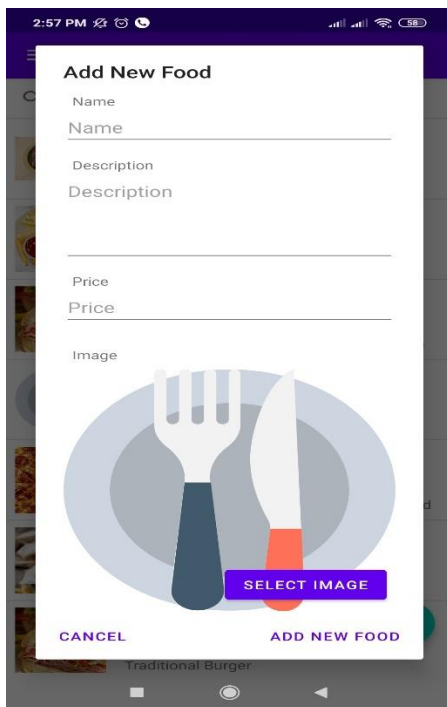 2:57 PM
58
C
Add New Food
Name
Name
Description
Description
Price
Price
Image
d
SELECT IMAGE
CANCEL
ADD NEW FOOD
Traditional Burger